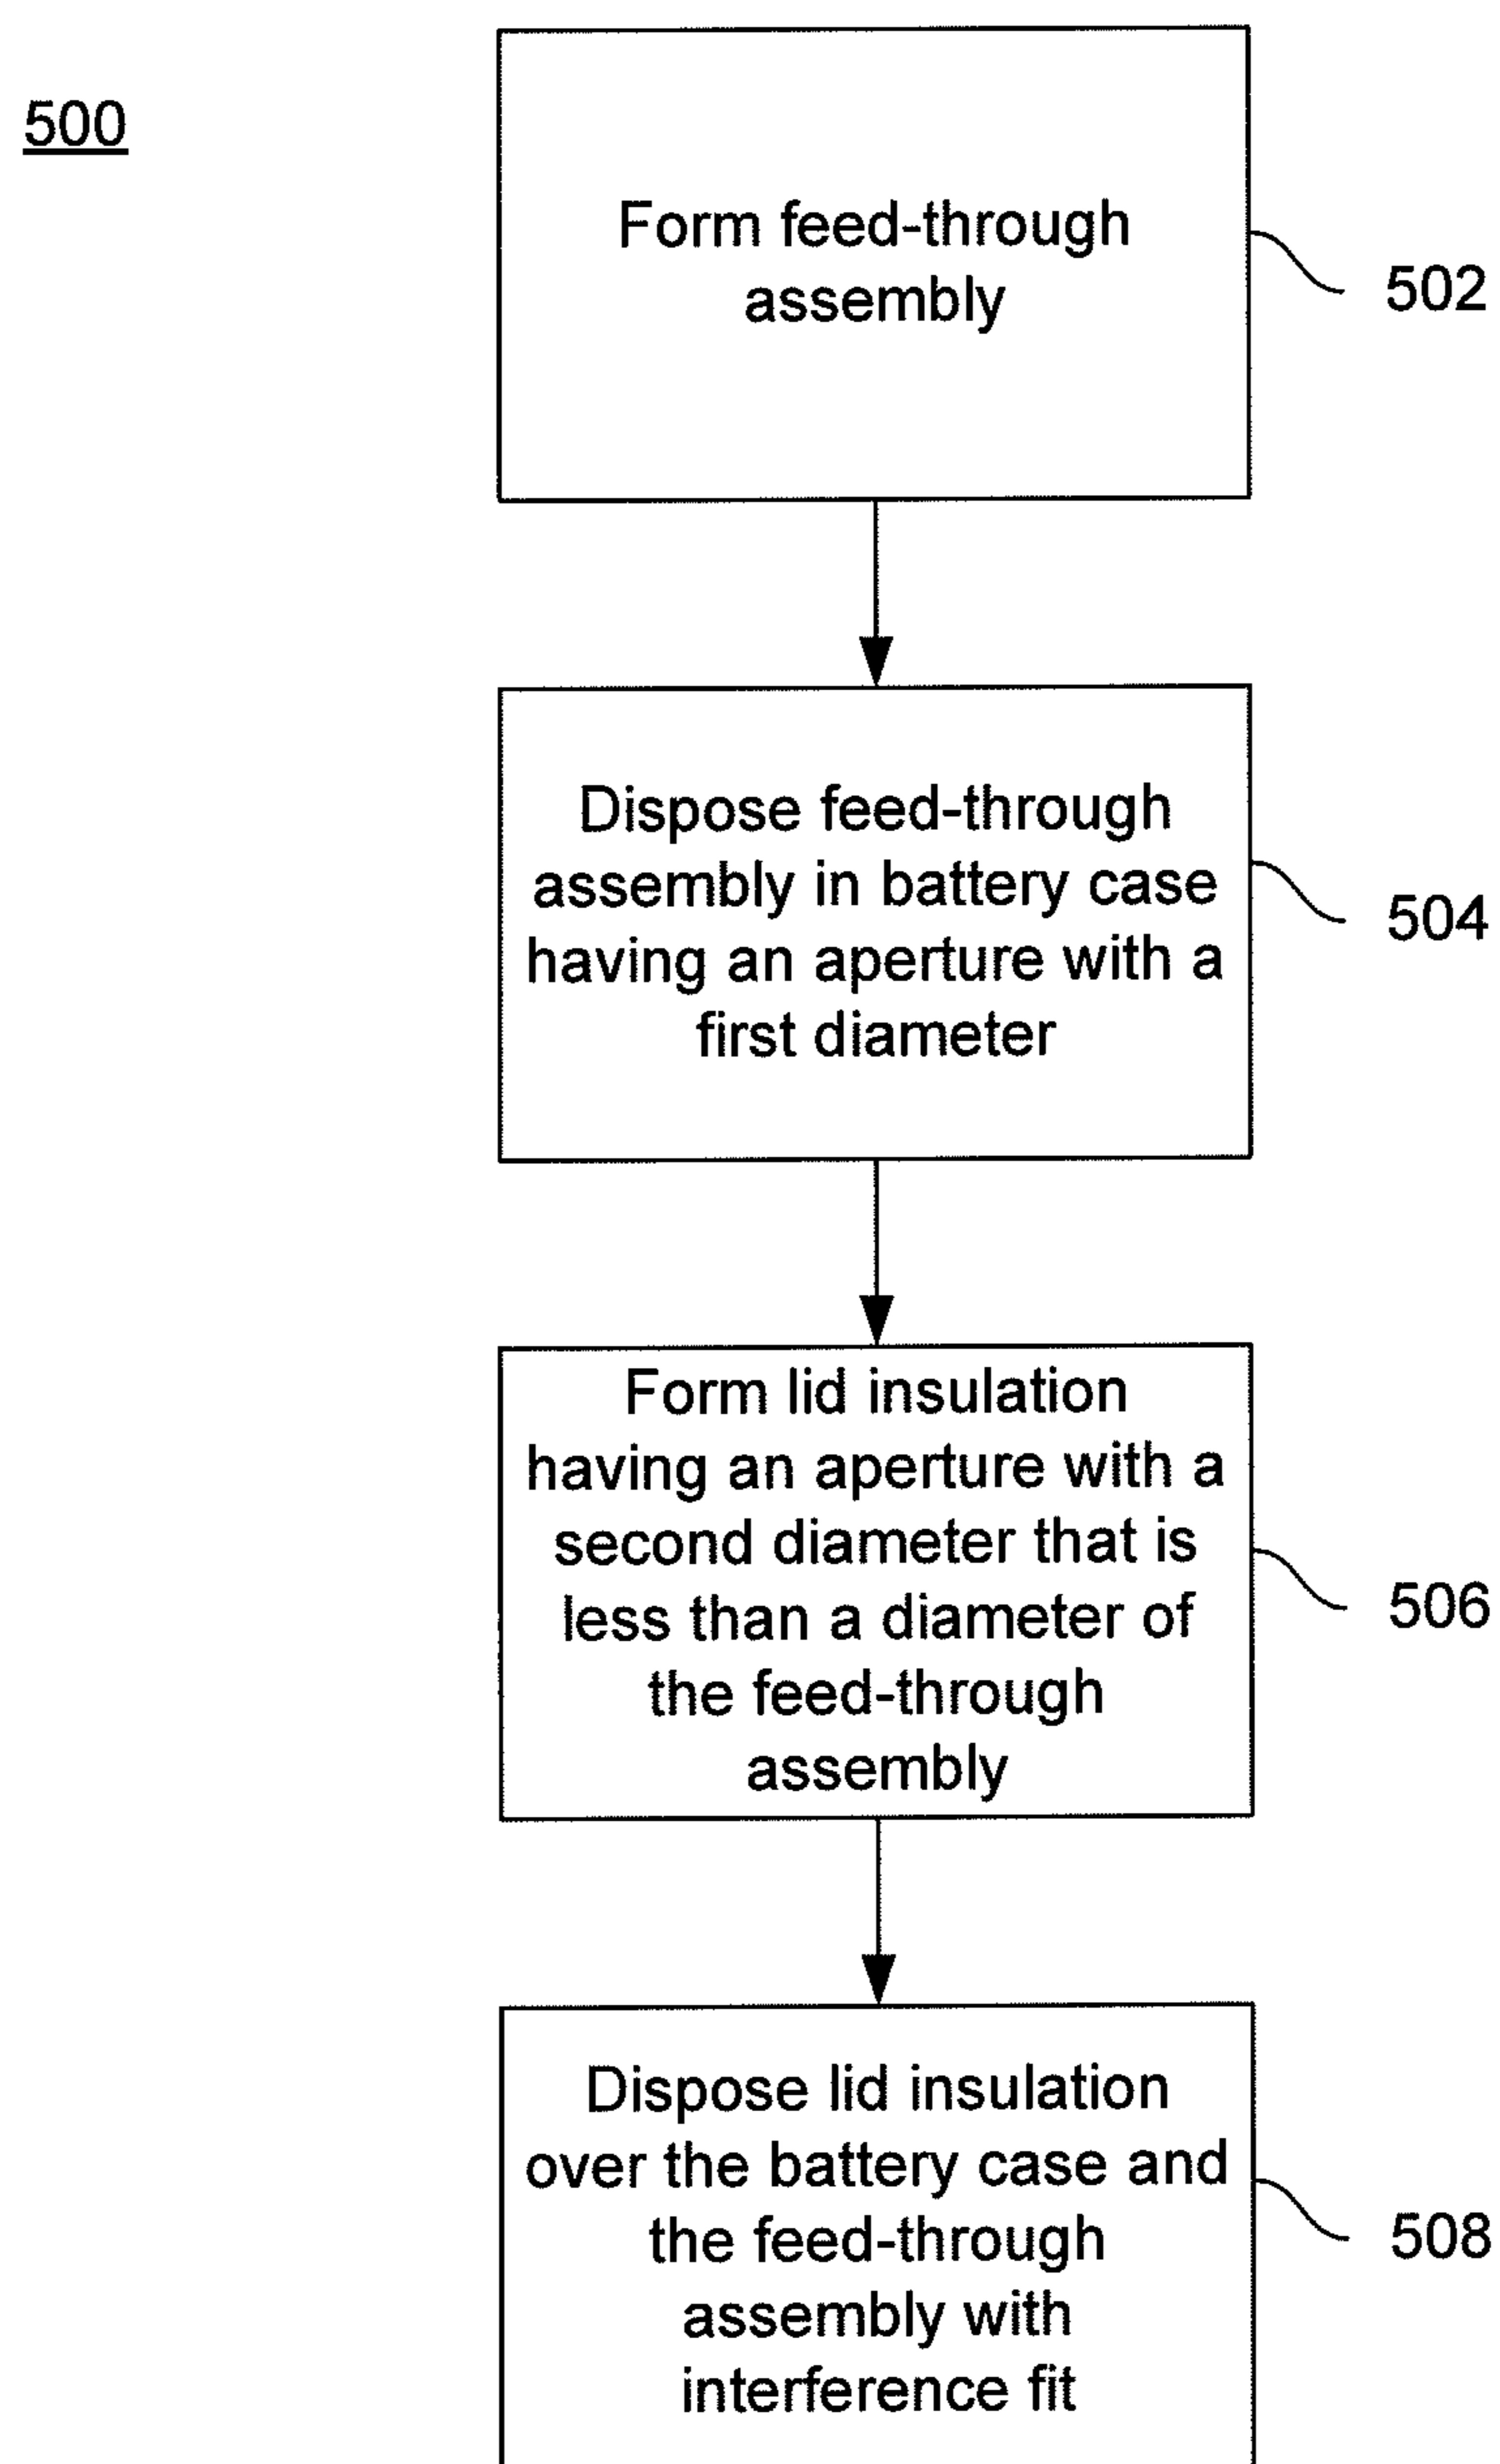 500
Form feed-through
assembly
502
Dispose feed-through
assembly in battery case
having an aperture with a
first diameter
504
Form lid insulation
having an aperture with a
second diameter that is
less than a diameter of
the feed-through
assembly
506
Dispose lid insulation
over the battery case and
the feed-through
assembly with
interference fit
508